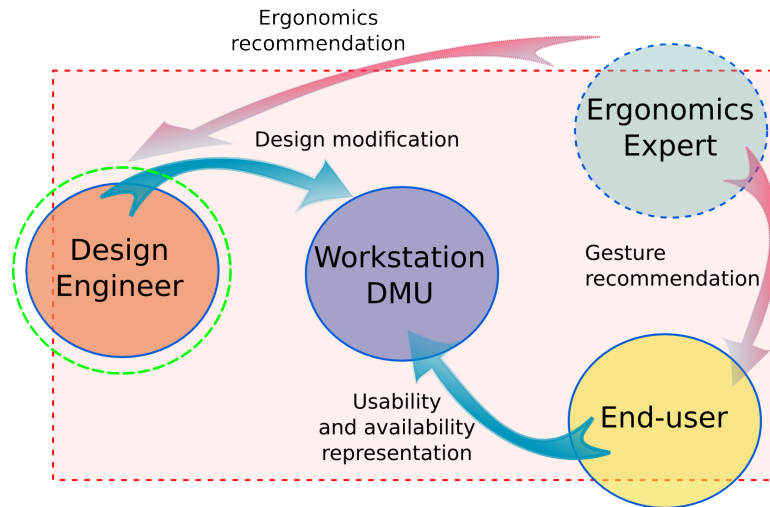 Ergonomics
recommendation
Ergonomics
Expert
Design modification
Design
Engineer
Workstation
DMU
Gesture
recommendation
Usability
and availability
representation
End-user